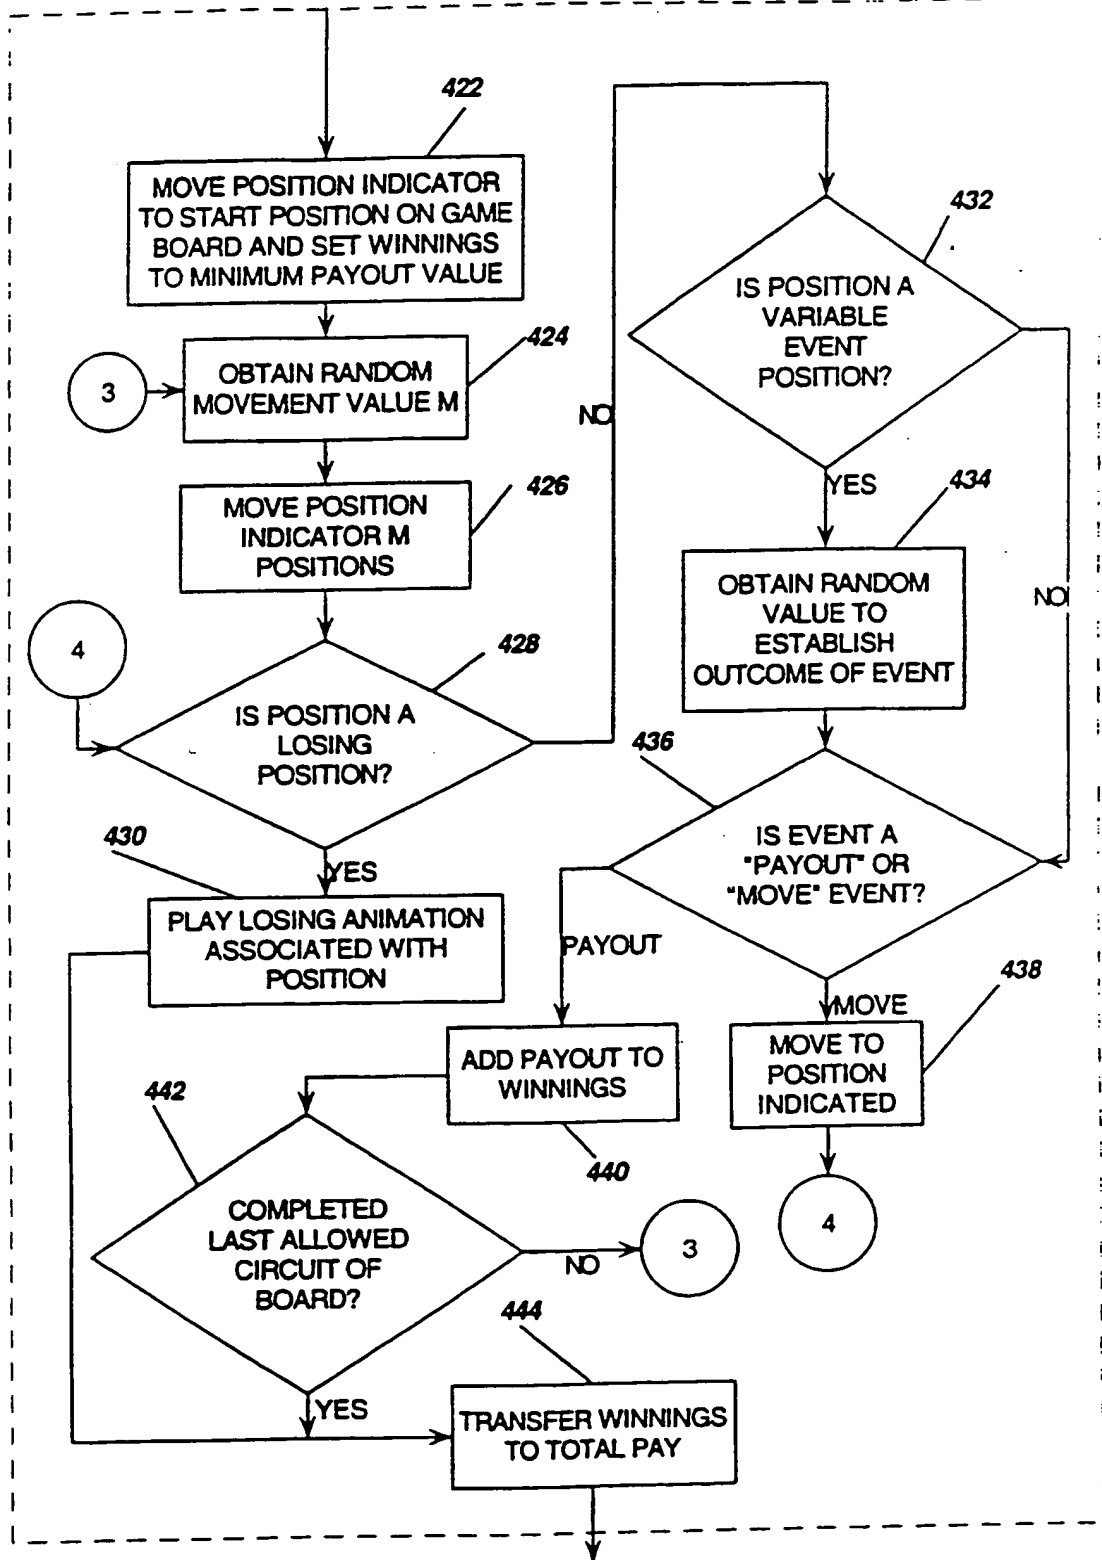 422
MOVE POSITION INDICATOR
TO START POSITION ON GAME
BOARD AND SET WINNINGS
TO MINIMUM PAYOUT VALUE
424
3
OBTAIN RANDOM
MOVEMENT VALUE M
426
MOVE POSITION
INDICATOR M
POSITIONS
4
428
IS POSITION A
LOSING
POSITION?
NO
430
YES
PLAY LOSING ANIMATION
ASSOCIATED WITH
POSITION
432
IS POSITION A
VARIABLE
EVENT
POSITION?
YES
NO
434
OBTAIN RANDOM
VALUE TO
ESTABLISH
OUTCOME OF EVENT
436
IS EVENT A
"PAYOUT" OR
"MOVE" EVENT?
PAYOUT
MOVE
438
MOVE TO
POSITION
INDICATED
4
ADD PAYOUT TO
WINNINGS
440
442
COMPLETED
LAST ALLOWED
CIRCUIT OF
BOARD?
NO
3
YES
444
TRANSFER WINNINGS
TO TOTAL PAY